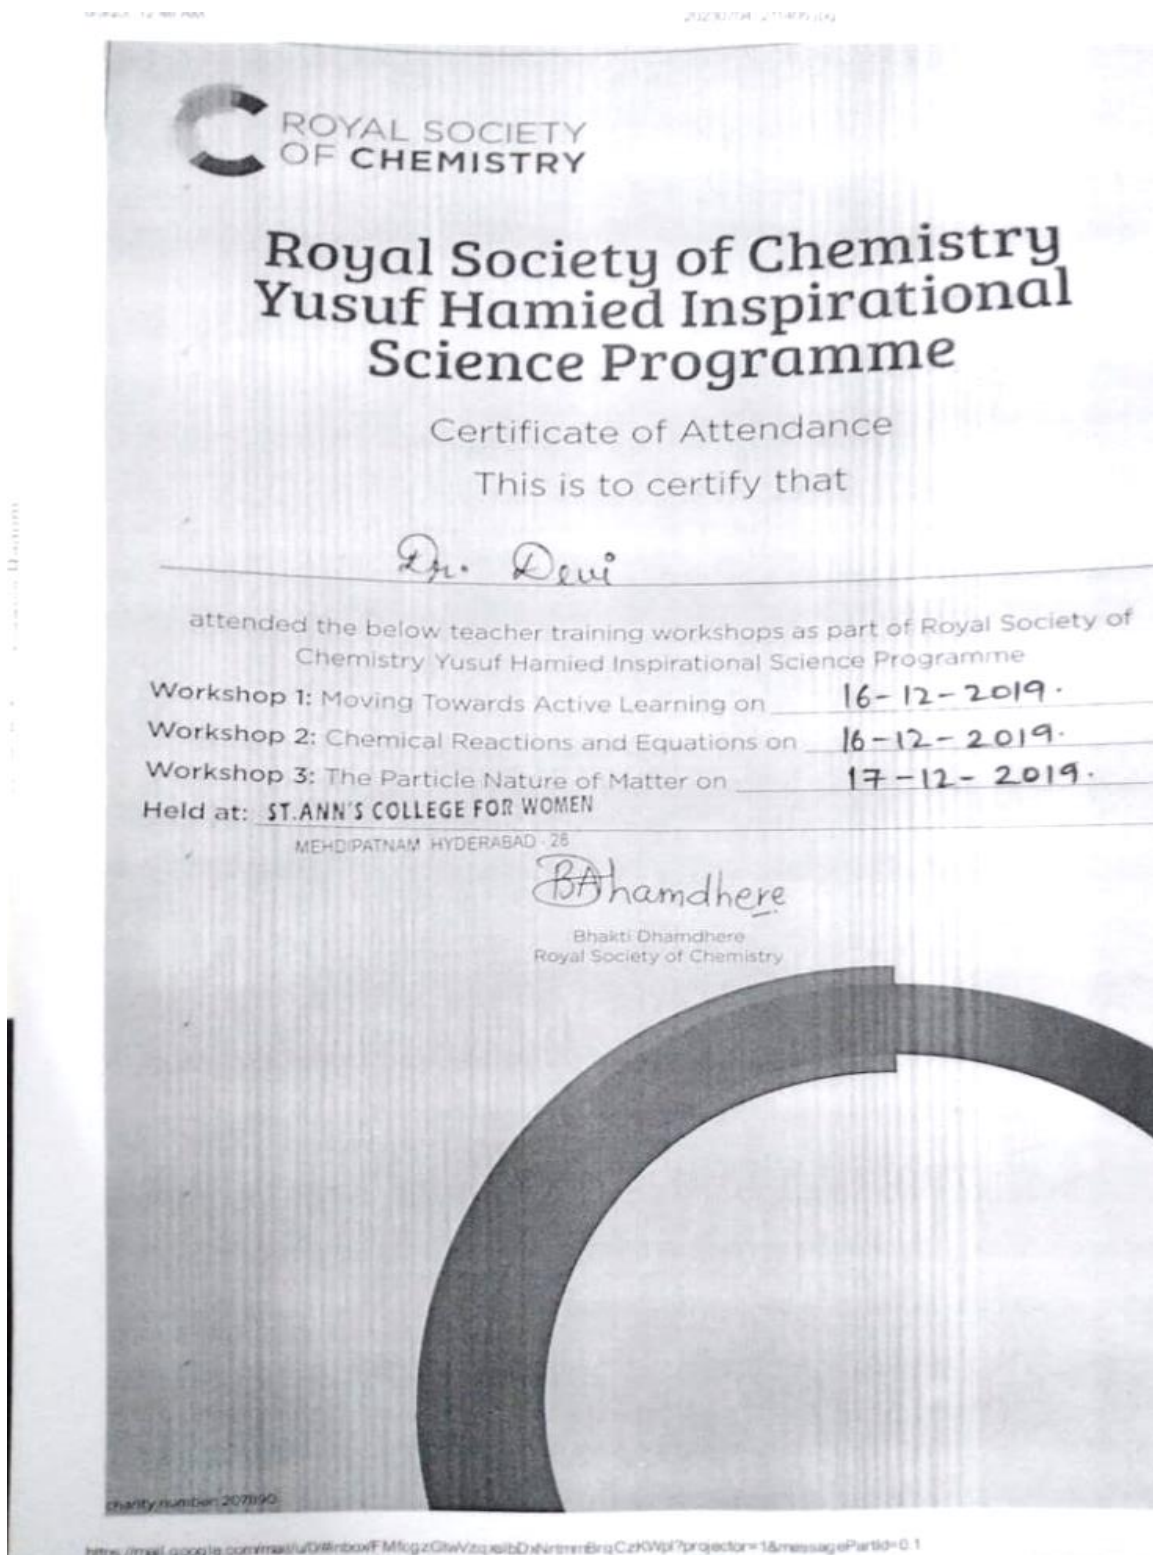 ROYAL SOCIETY
OF CHEMISTRY
Royal Society of Chemistry
Yusuf Hamied Inspirational
Science Programme
Certificate of Attendance
This is to certify that
Dr. Devi
attended the below teacher training workshops as part of Royal Society of
Chemistry Yusuf Hamied Inspirational Science Programme
Workshop 1: Moving Towards Active Learning on 16-12-2019.
Workshop 2: Chemical Reactions and Equations on 16-12-2019.
Workshop 3: The Particle Nature of Matter on 17-12-2019.
Held at: ST.ANN'S COLLEGE FOR WOMEN
MEHDIPATNAM HYDERABAD - 28
BDhamdhere
Bhakti Dhamdhere
Royal Society of Chemistry
charity number: 207890